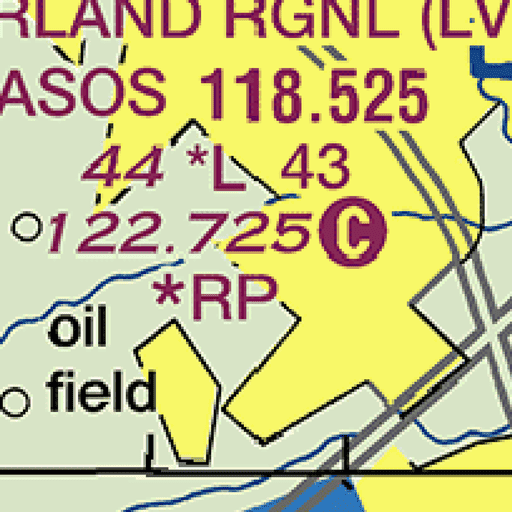 RLAND RGNL (LV
ASOS 118.525
44 *L 43
122.725 C
*RP
oil
field